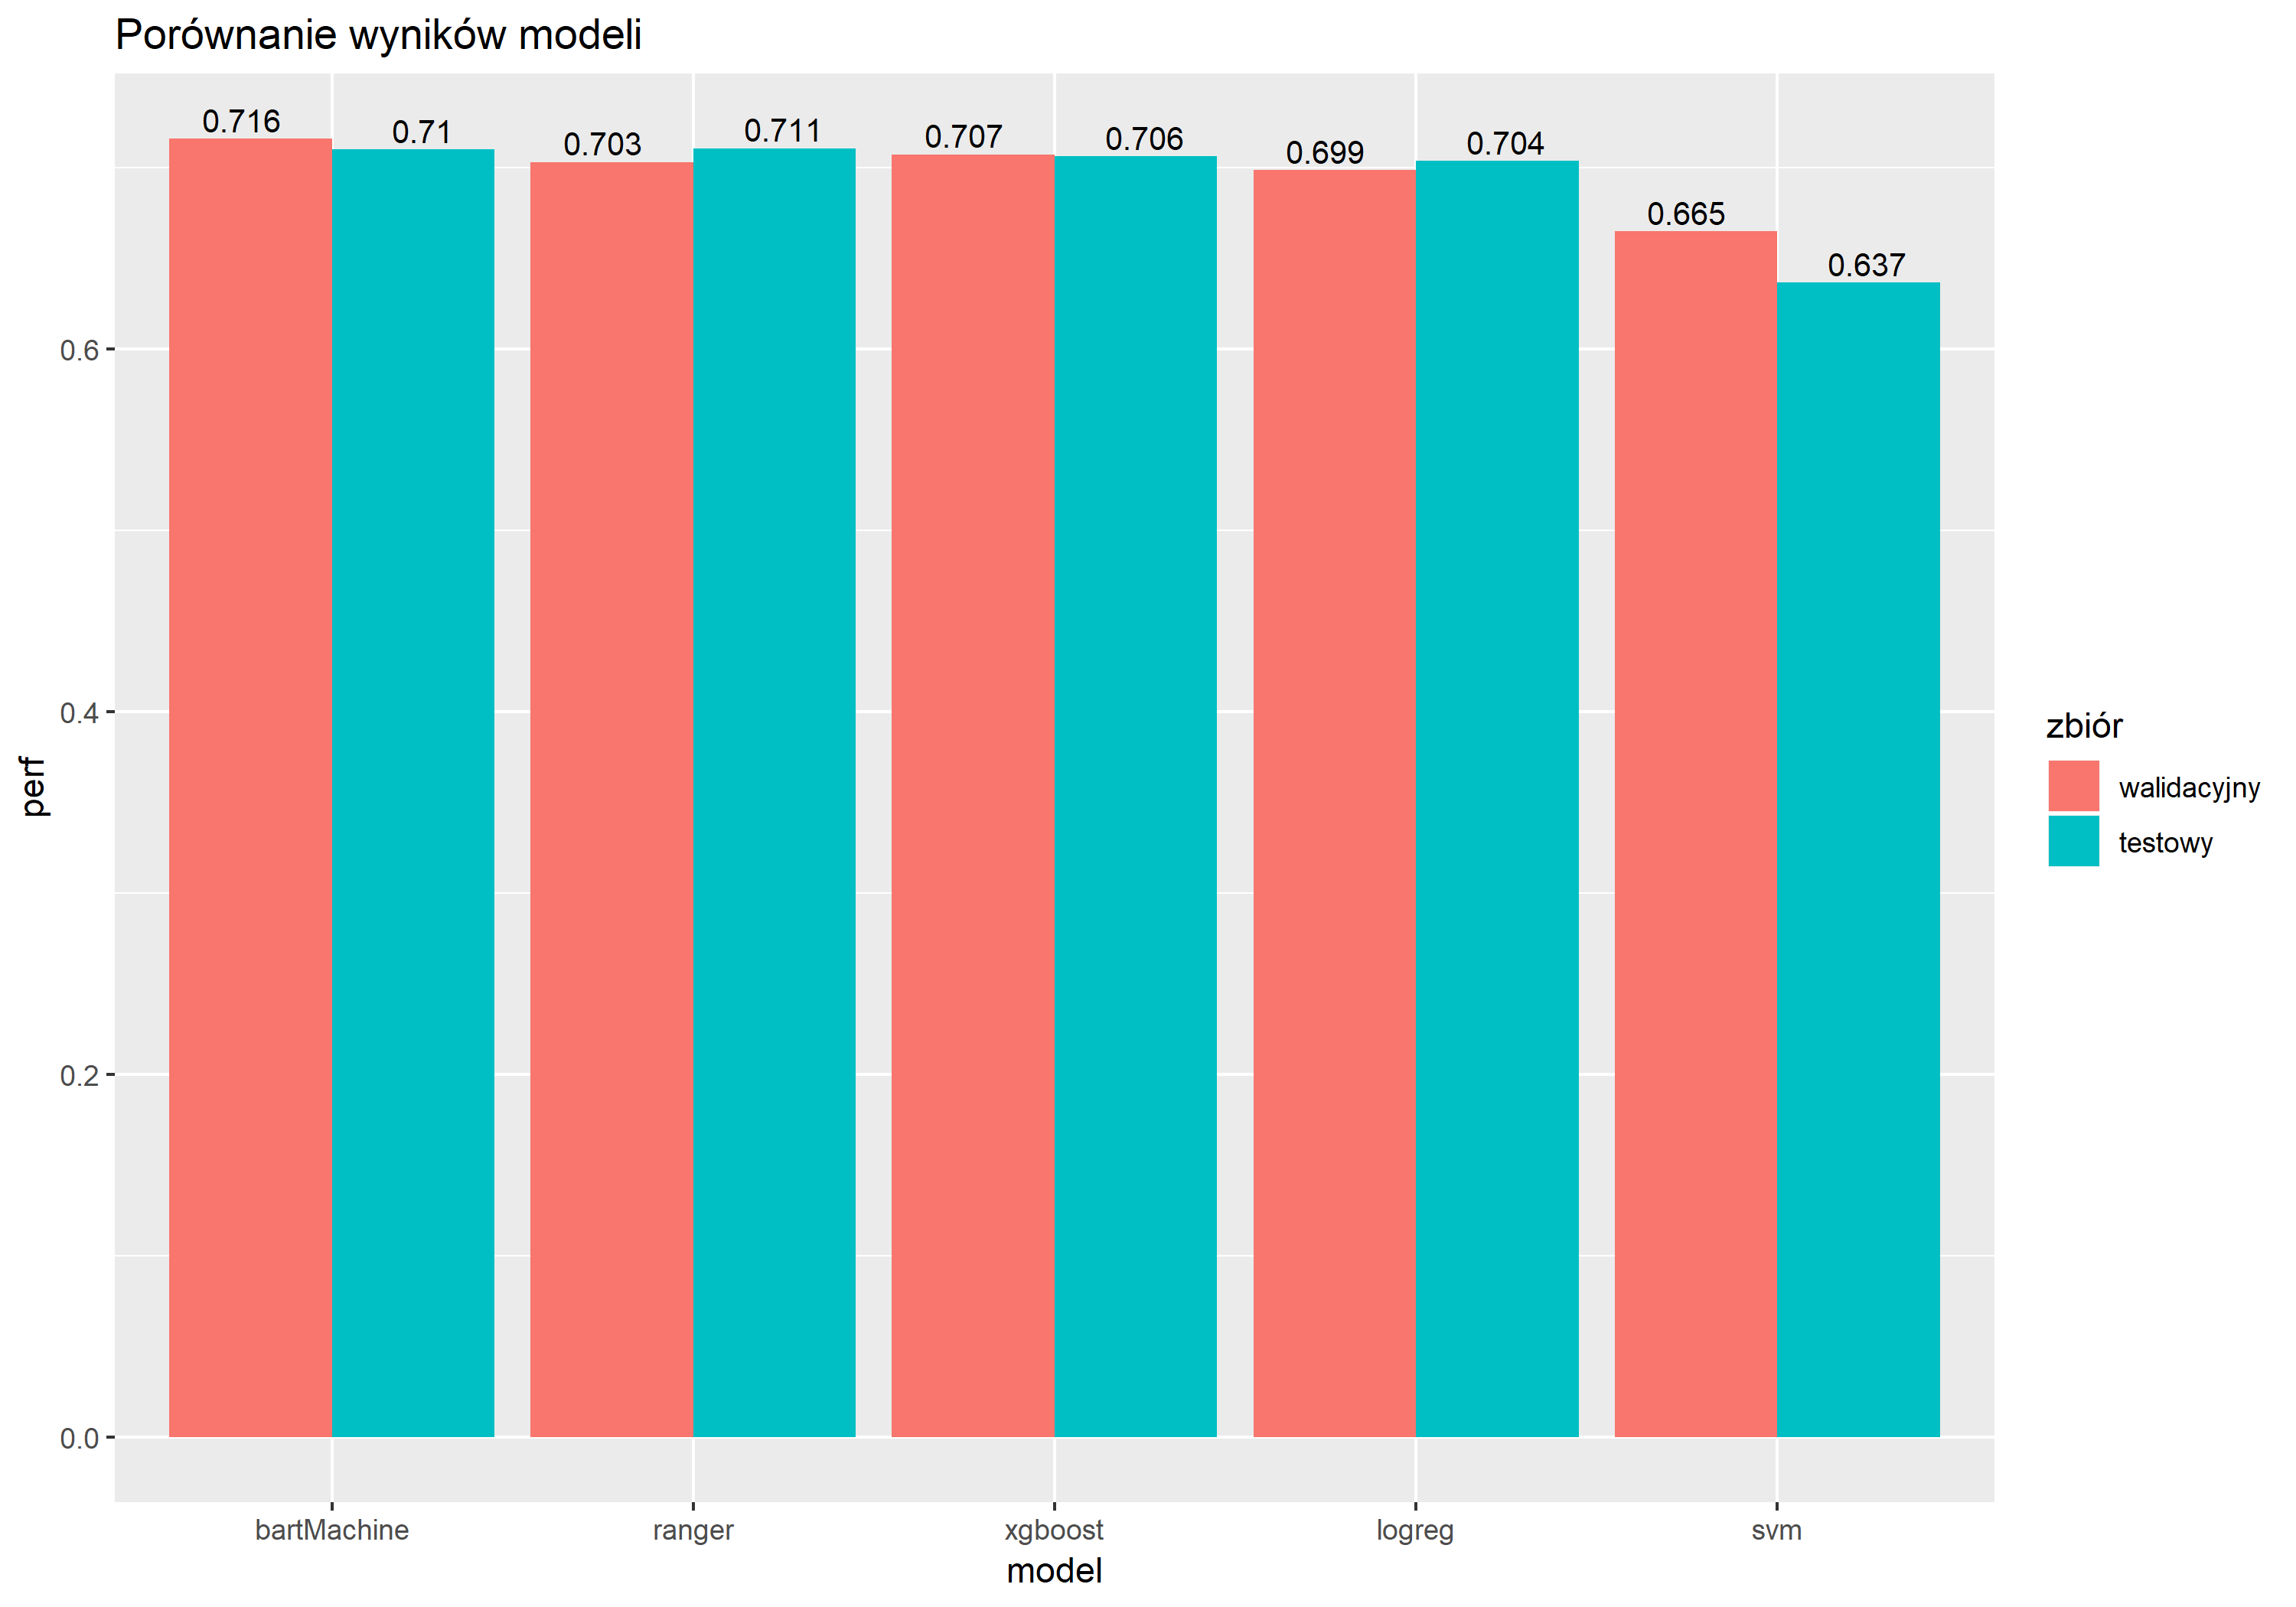 Porównanie wyników modeli
0.716
0.71
0.703
0.711
0.707
0.706
0.699
0.704
0.665
0.637
0.6
0.4
0.2
0.0
perf
zbiór
walidacyjny
testowy
bartMachine ranger xgboost logreg svm
model